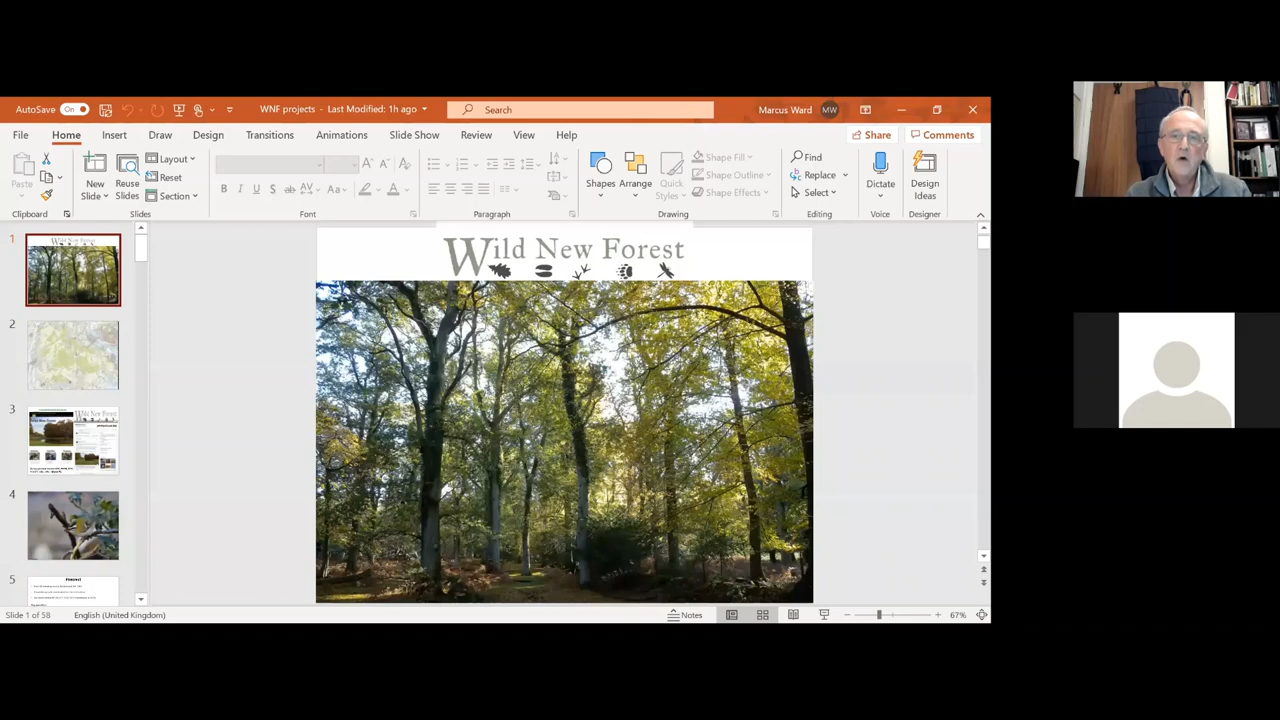 AutoSave On WNF projects - Last Modified: 1h ago Search Marcus Ward MW
File Home Insert Draw Design Transitions Animations Slide Show Review View Help Share Comments
Paste
Clipboard
New Slide
Reuse Slides
Layout
Reset
Section
Slides
B I U S ab AV Aa A
Font
Paragraph
Shapes
Arrange
Quick Styles
Shape Fill
Shape Outline
Shape Effects
Drawing
Find
Replace
Select
Editing
Dictate
Voice
Design Ideas
Designer
1
2
3
4
5
Wild New Forest
Slide 1 of 58 English (United Kingdom) Notes 67%